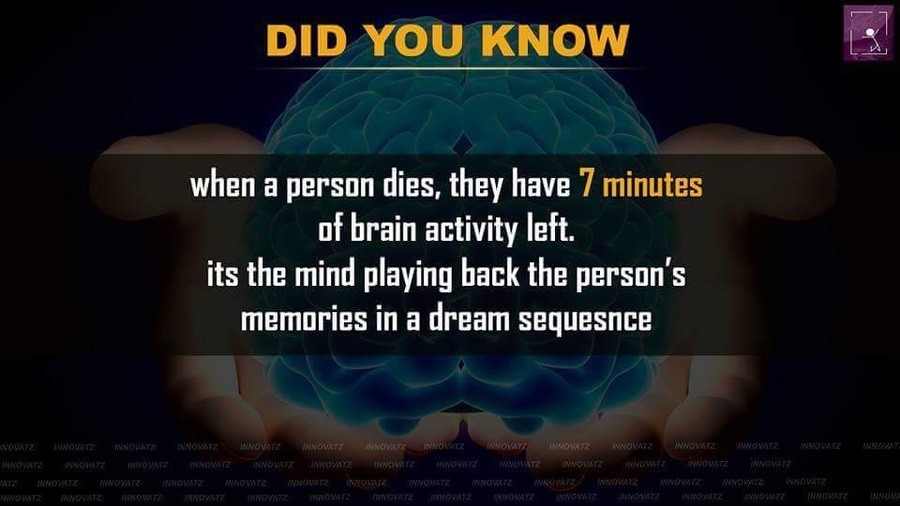 DID YOU KNOW
when a person dies, they have 7 minutes
of brain activity left.
its the mind playing back the person's
memories in a dream sequesnce
INNOVATZ INNOVATZ INNOVATZ INNOVATZ INNOVATZ INNOVATZ INNOVATZ INNOVATZ INNOVATZ INNOVATZ INNOVATZ INNOVATZ INNOVATZ INNOVATZ
INNOVATZ INNOVATZ INNOVATZ INNOVATZ INNOVATZ INNOVATZ INNOVATZ INNOVATZ INNOVATZ INNOVATZ INNOVATZ INNOVATZ INNOVATZ INNOVATZ
INNOVATZ INNOVATZ INNOVATZ INNOVATZ INNOVATZ INNOVATZ INNOVATZ INNOVATZ INNOVATZ INNOVATZ INNOVATZ INNOVATZ INNOVATZ INNOVATZ
INNOVATZ INNOVATZ INNOVATZ INNOVATZ INNOVATZ INNOVATZ INNOVATZ INNOVATZ INNOVATZ INNOVATZ INNOVATZ INNOVATZ INNOVATZ INNOVATZ